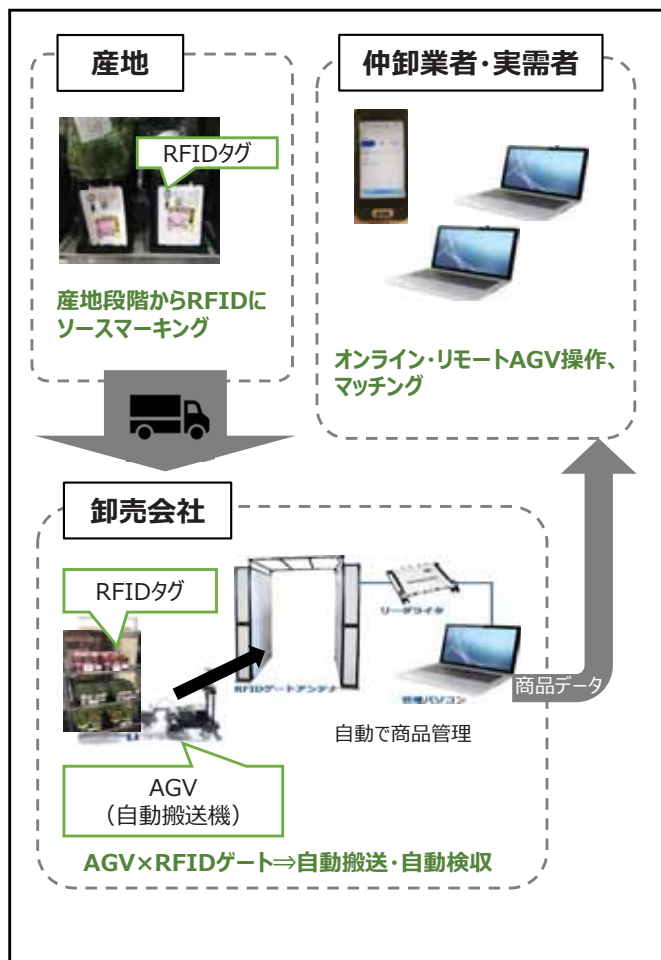 産地
RFIDタグ
産地段階からRFIDに
ソースマーキング
仲卸業者・実需者
オンライン・リモートAGV操作、
マッチング
卸売会社
RFIDタグ
リーダライタ
RFIDゲートアンテナ
商品データ
自動で商品管理
AGV
（自動搬送機）
AGV×RFIDゲート⇒自動搬送・自動検収